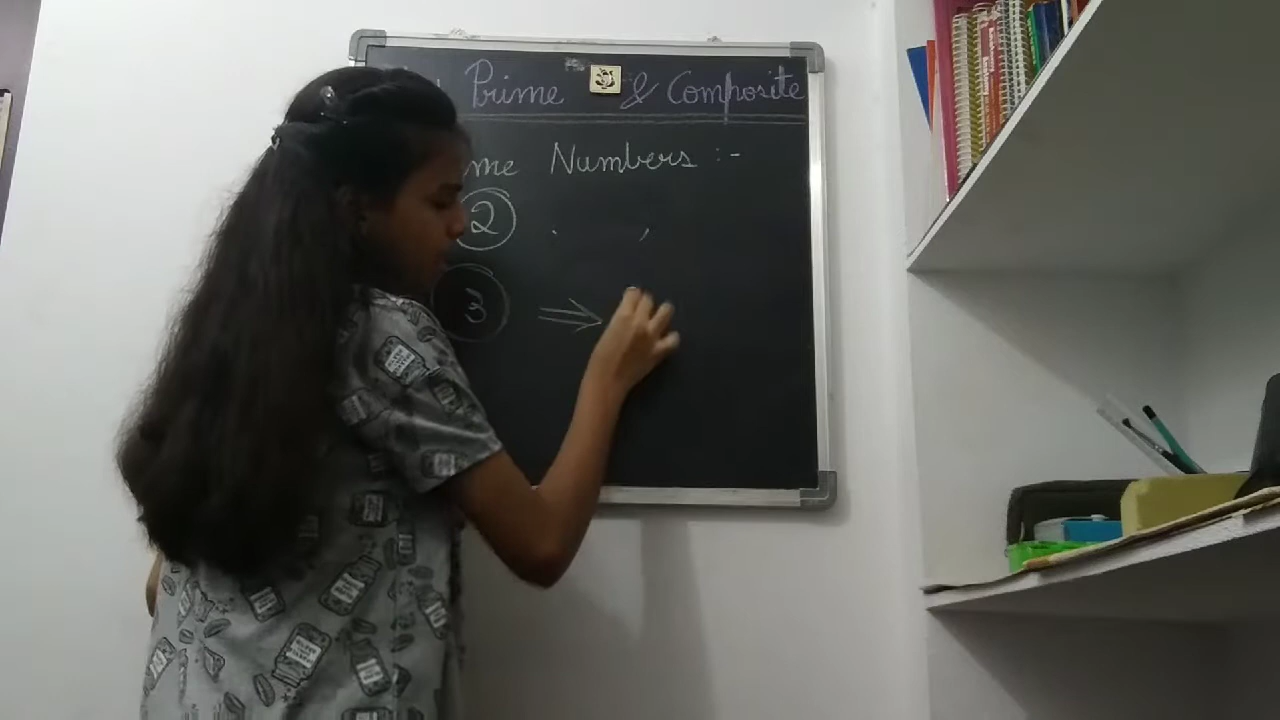 Prime & Composite
me Numbers :-
2 . ,
3 ⇒